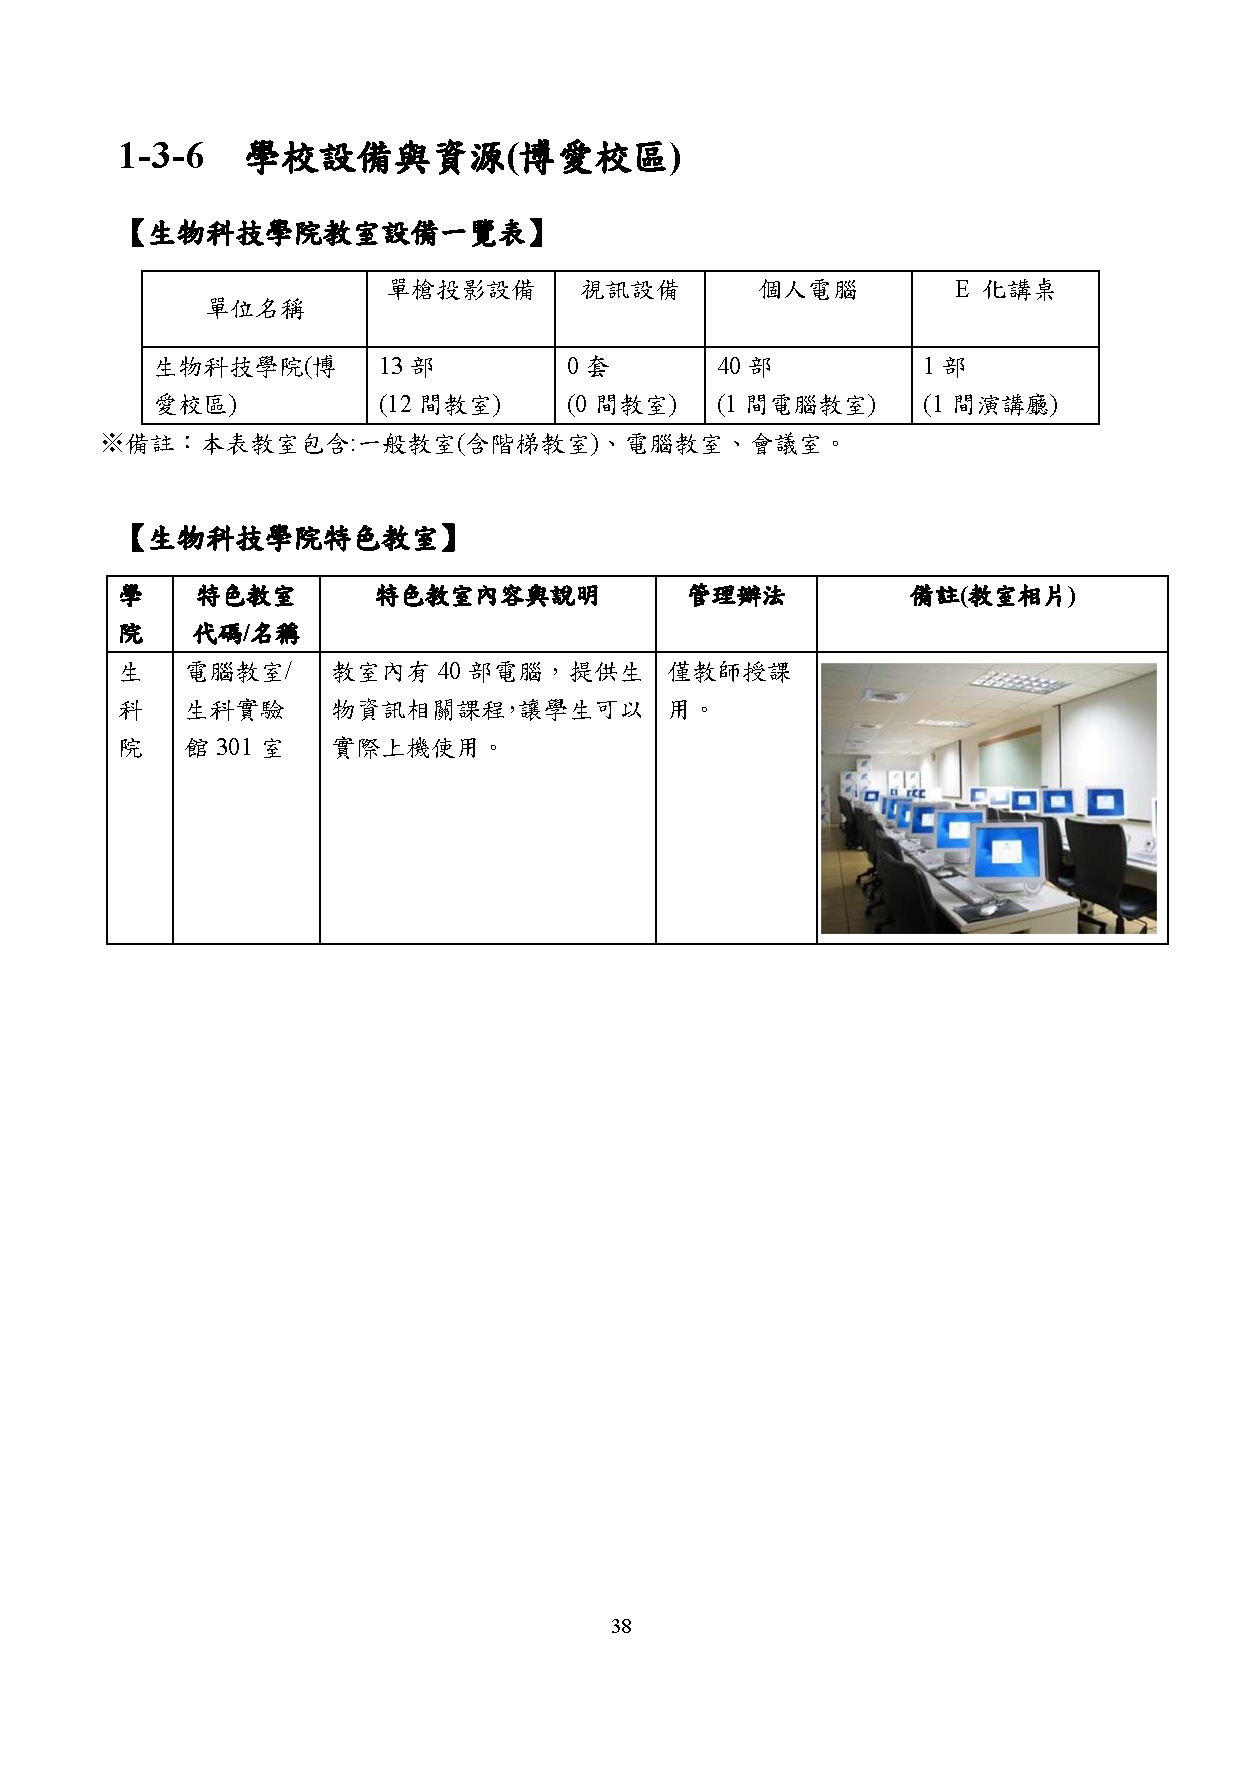 1-3-6 學校設備與資源(博愛校區)
【生物科技學院教室設備一覽表】
單位名稱 單槍投影設備 視訊設備 個人電腦 E 化講桌
生物科技學院(博 13 部 0 套 40 部 1 部
愛校區) (12 間教室) (0 間教室) (1 間電腦教室) (1 間演講廳)
※備註：本表教室包含:一般教室(含階梯教室)、電腦教室、會議室。
【生物科技學院特色教室】
學 特色教室 特色教室內容與說明 管理辦法 備註(教室相片)
院 代碼/名稱
生 電腦教室/ 教室內有 40 部電腦，提供生 僅教師授課
科 生科實驗 物資訊相關課程，讓學生可以 用。
院 館 301 室 實際上機使用。
38